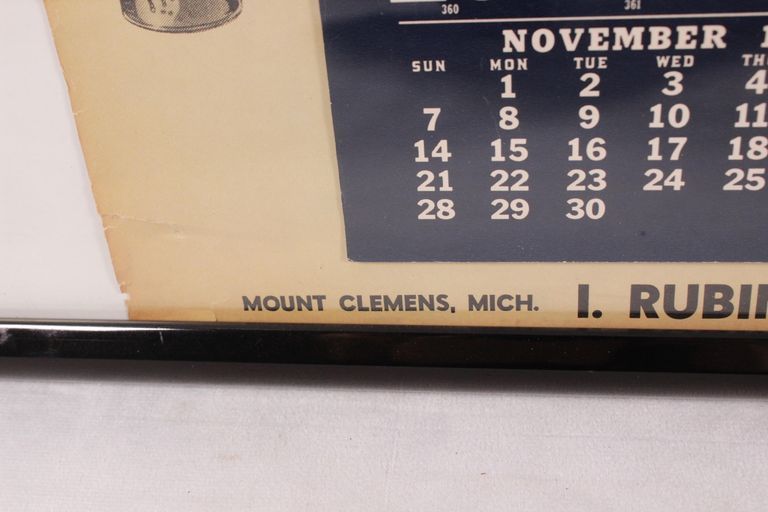 360 361
NOVEMBER
SUN MON TUE WED
1 2 3 4
7 8 9 10 11
14 15 16 17 18
21 22 23 24 25
28 29 30
MOUNT CLEMENS, MICH. I. RUBIN